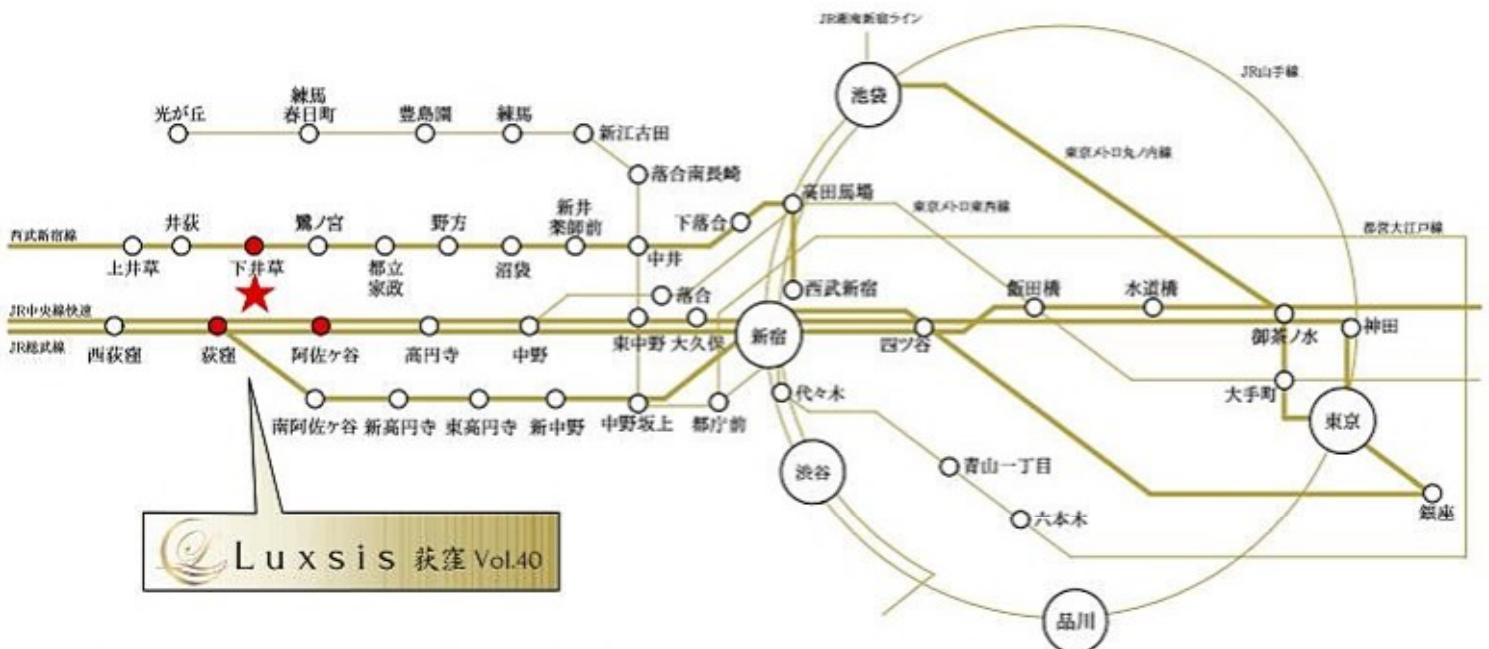 JR湘南新宿ライン
池袋
JR山手線
光が丘
練馬
春日町
豊島園
練馬
新江古田
東京メトロ丸ノ内線
落合南長崎
高田馬場
下落合
東京メトロ東西線
西武新宿線
上井草
井荻
下井草
鷺ノ宮
都立
家政
野方
沼袋
新井
薬師前
中井
都営大江戸線
落合
西武新宿
飯田橋
水道橋
JR中央線快速
JR総武線
西荻窪
荻窪
阿佐ケ谷
高円寺
中野
東中野
大久保
新宿
四ツ谷
御茶ノ水
神田
南阿佐ケ谷
新高円寺
東高円寺
新中野
中野坂上
都庁前
代々木
大手町
東京
渋谷
青山一丁目
六本木
銀座
Luxsis 荻窪 Vol.40
品川